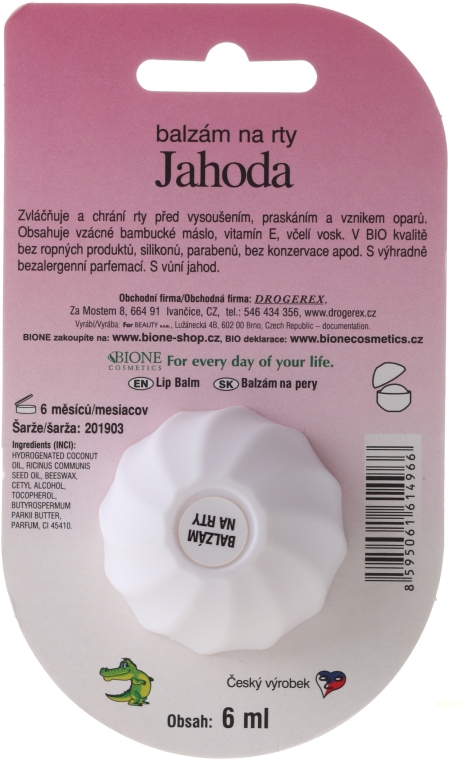 balzám na rty
Jahoda
Zvláčňuje a chrání rty před vysoušením, praskáním a vznikem oparů.
Obsahuje vzácné bambucké máslo, vitamín E, včelí vosk. V BIO kvalitě
bez ropných produktů, silikonů, parabenů, bez konzervace apod. S výhradně
bezalergenní parfemací. S vůní jahod.
Obchodní firma/Obchodná firma: DROGEREX,
Za Mostem 8, 664 91 Ivančice, CZ, tel.: 546 434 356, www.drogerex.cz
Vyrábí/Výraba: For BEAUTY s.r.o., Lužánecká 4B, 602 00 Brno, Czech Republic – documentation.
BIONE zakoupíte na: www.bione-shop.cz, BIO deklarace: www.bionecosmetics.cz
BIONE COSMETICS For every day of your life.
EN Lip Balm SK Balzám na pery
6 měsíců/mesiacov
Šarže/šarža: 201903
Ingredients (INCI):
HYDROGENATED COCONUT
OIL, RICINUS COMMUNIS
SEED OIL, BEESWAX,
CETYL ALCOHOL,
TOCOPHEROL,
BUTYROSPERMUM
PARKII BUTTER,
PARFUM, CI 45410.
BALZÁM
NA RTY
8 595061 614966
Český výrobek
Obsah: 6 ml